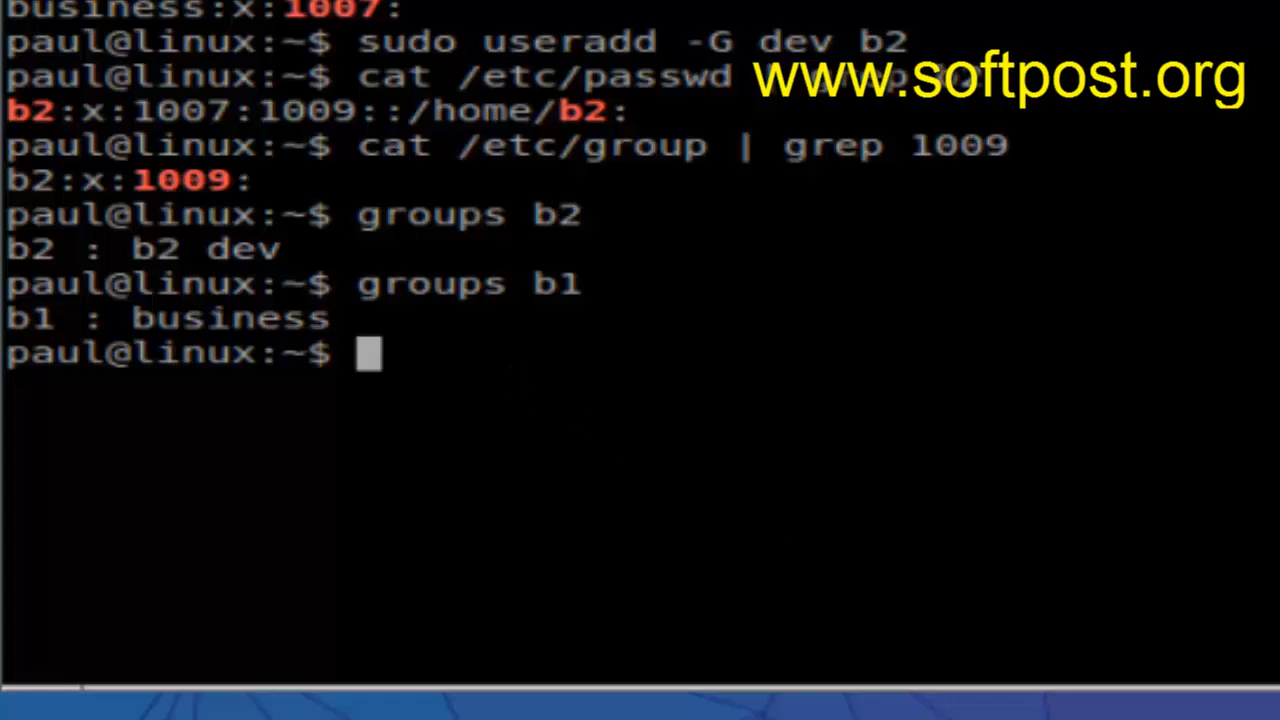 business:x:1007:
paul@linux:~$ sudo useradd -G dev b2
www.softpost.org
paul@linux:~$ cat /etc/passwd
b2:x:1007:1009::/home/b2:
paul@linux:~$ cat /etc/group | grep 1009
b2:x:1009:
paul@linux:~$ groups b2
b2 : b2 dev
paul@linux:~$ groups b1
b1 : business
paul@linux:~$